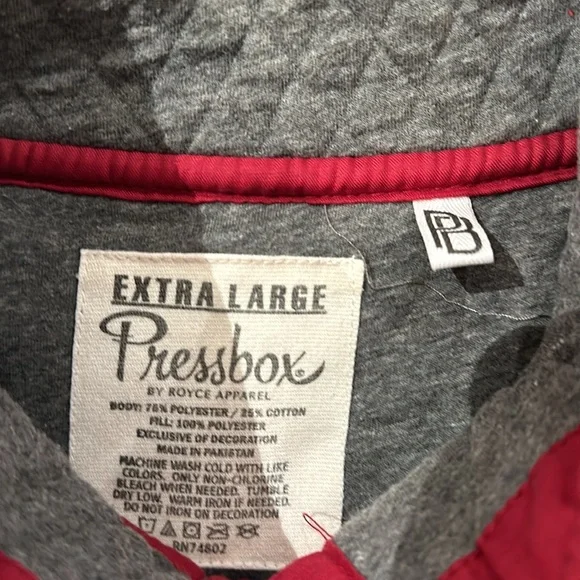 PB
EXTRA LARGE
Pressbox®
BY ROYCE APPAREL
BODY: 75% POLYESTER / 25% COTTON
FILL: 100% POLYESTER
EXCLUSIVE OF DECORATION
MADE IN PAKISTAN
MACHINE WASH COLD WITH LIKE
COLORS. ONLY NON-CHLORINE
BLEACH WHEN NEEDED. TUMBLE
DRY LOW. WARM IRON IF NEEDED.
DO NOT IRON ON DECORATION
RN74802